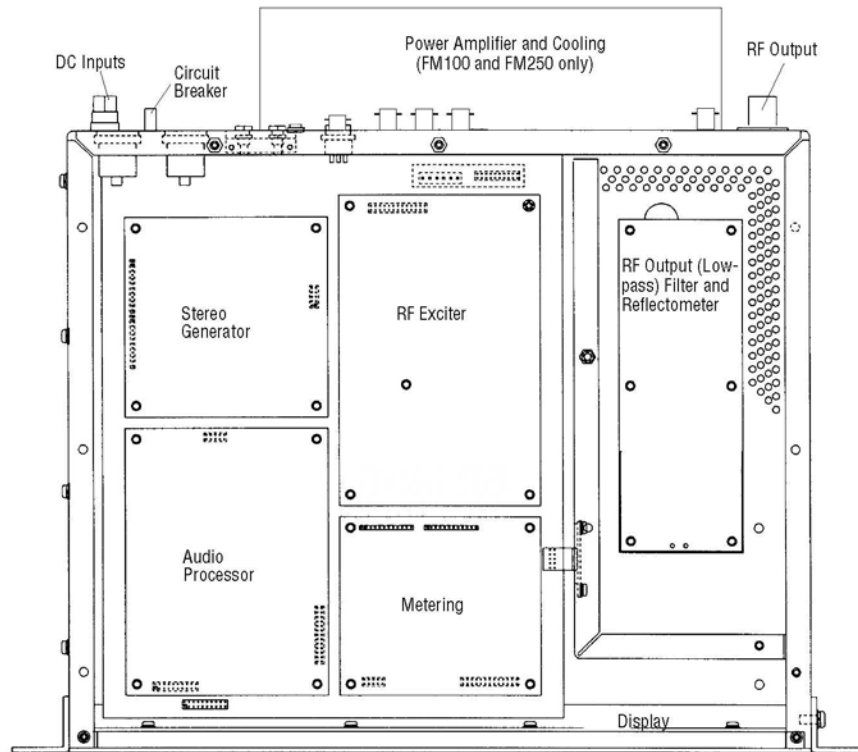 Power Amplifier and Cooling
(FM100 and FM250 only)
RF Output
DC Inputs
Circuit
Breaker
Stereo
Generator
RF Exciter
RF Output (Low-
pass) Filter and
Reflectometer
Audio
Processor
Metering
Display